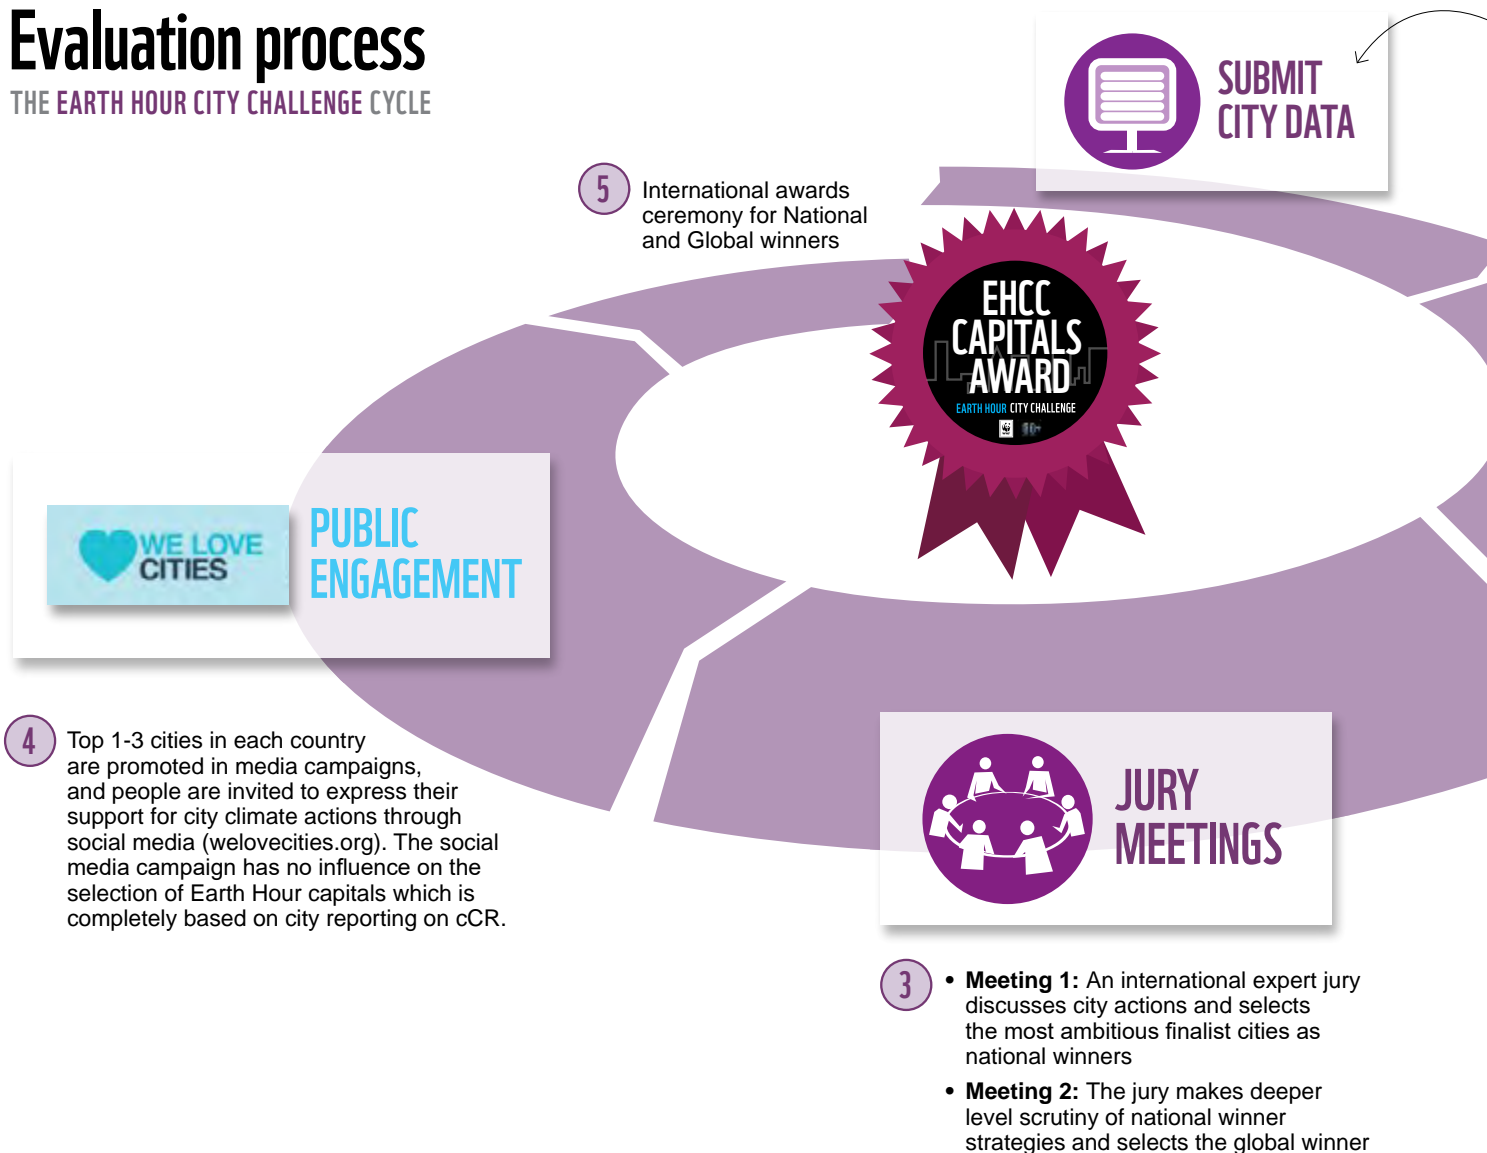 Evaluation process
THE EARTH HOUR CITY CHALLENGE CYCLE
SUBMIT
CITY DATA
5
International awards
ceremony for National
and Global winners
EHCC
CAPITALS
AWARD
EARTH HOUR CITY CHALLENGE
WE LOVE
CITIES
PUBLIC
ENGAGEMENT
4
Top 1-3 cities in each country
are promoted in media campaigns,
and people are invited to express their
support for city climate actions through
social media (welovecities.org). The social
media campaign has no influence on the
selection of Earth Hour capitals which is
completely based on city reporting on cCR.
JURY
MEETINGS
3
• Meeting 1: An international expert jury
discusses city actions and selects
the most ambitious finalist cities as
national winners
• Meeting 2: The jury makes deeper
level scrutiny of national winner
strategies and selects the global winner